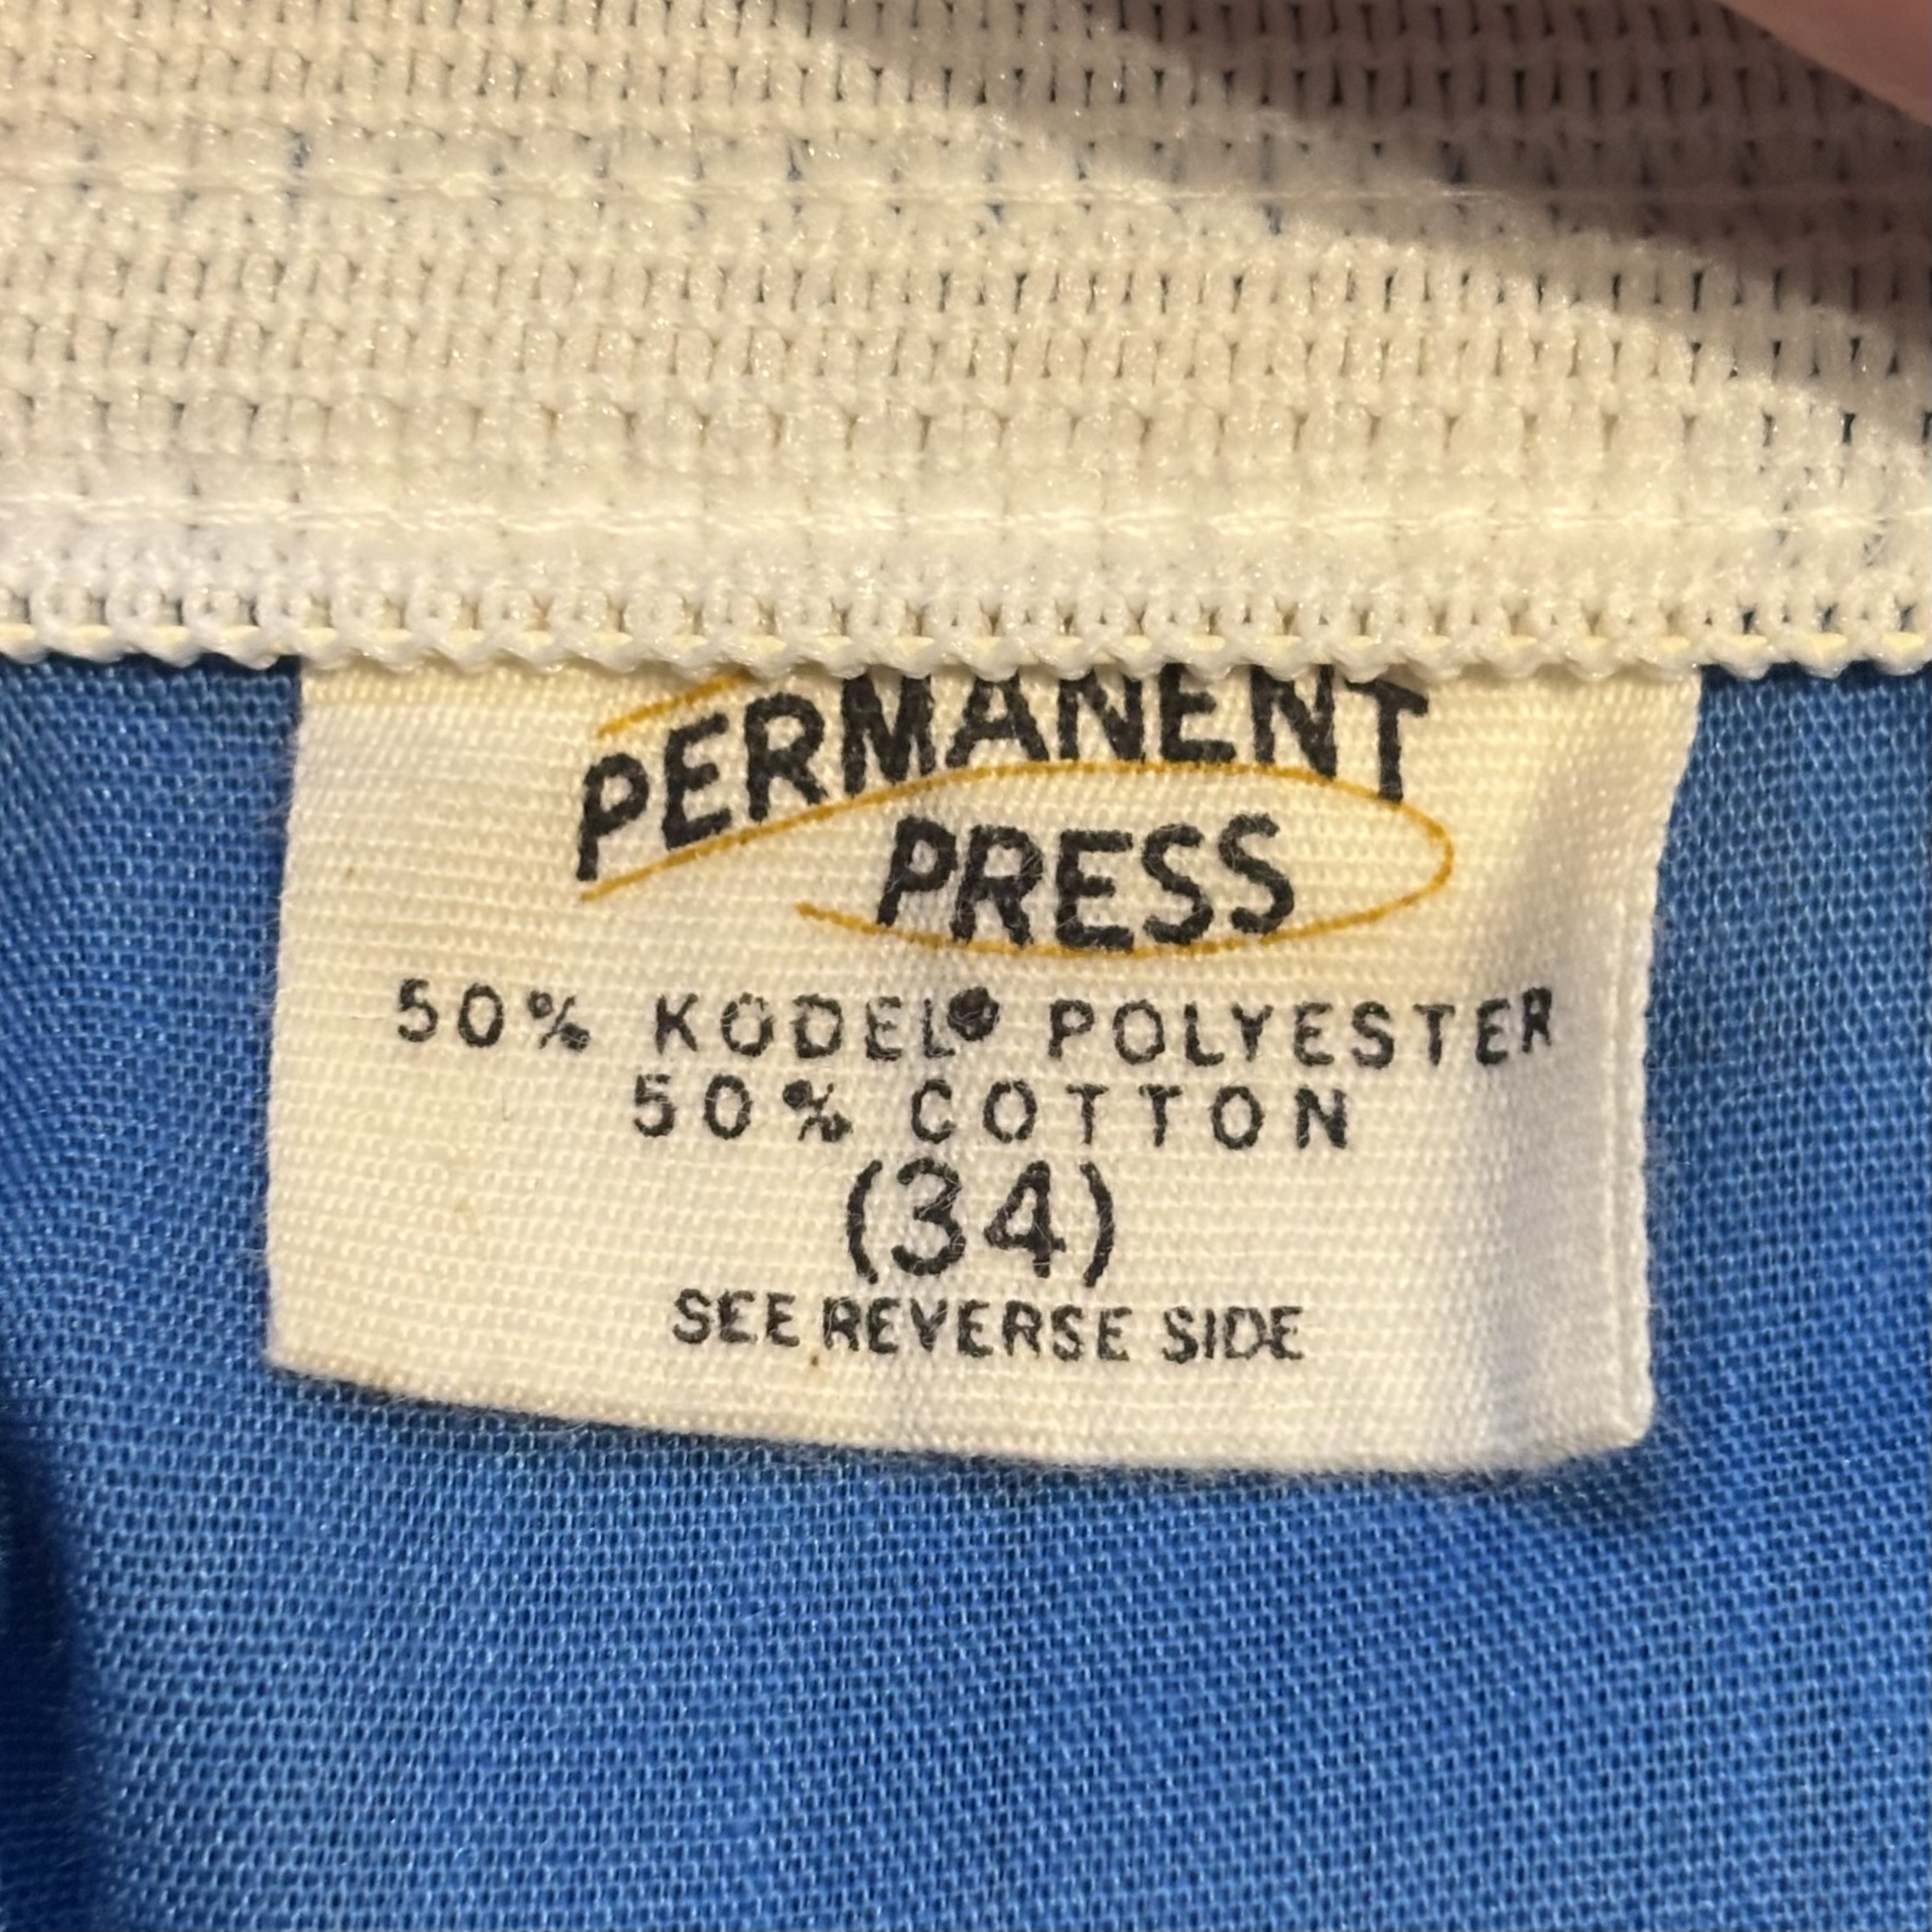 PERMANENT
PRESS
50% KODEL® POLYESTER
50% COTTON
(34)
SEE REVERSE SIDE